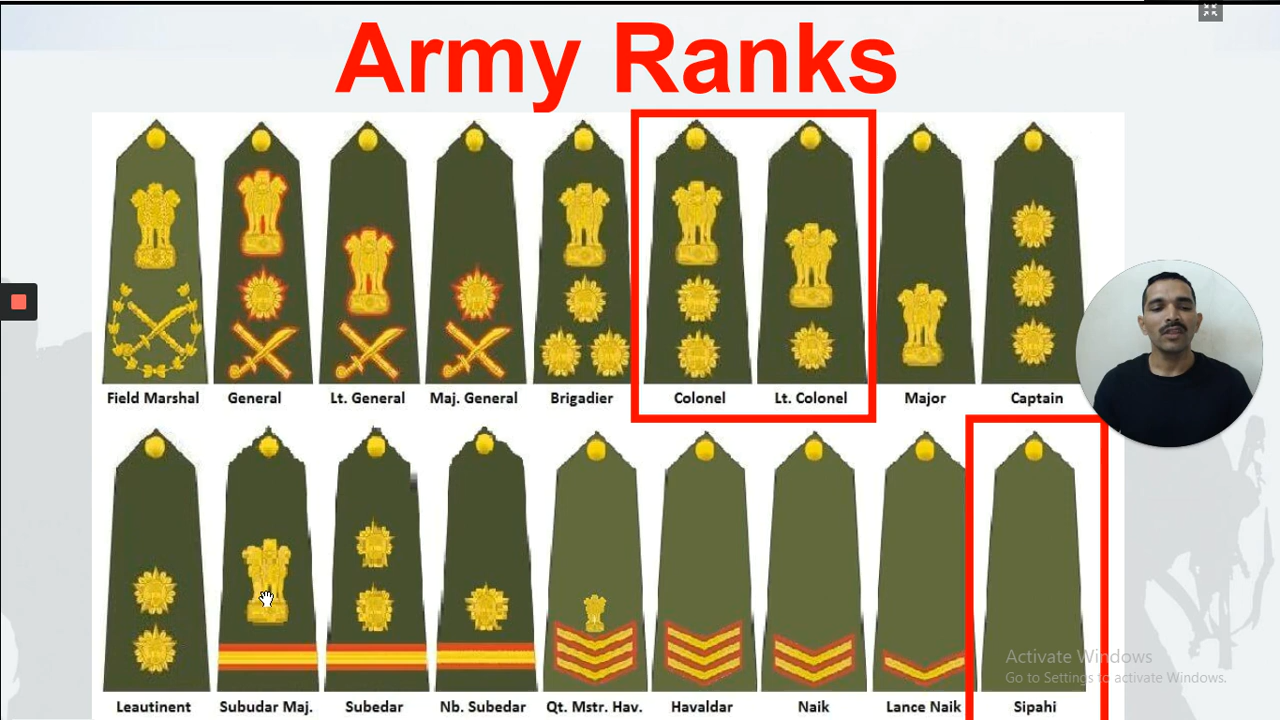 Army Ranks
Field Marshal General Lt. General Maj. General Brigadier Colonel Lt. Colonel Major Captain
Leautinent Subudar Maj. Subedar Nb. Subedar Qt. Mstr. Hav. Havaldar Naik Lance Naik Sipahi
Activate Windows
Go to Settings to activate Windows.